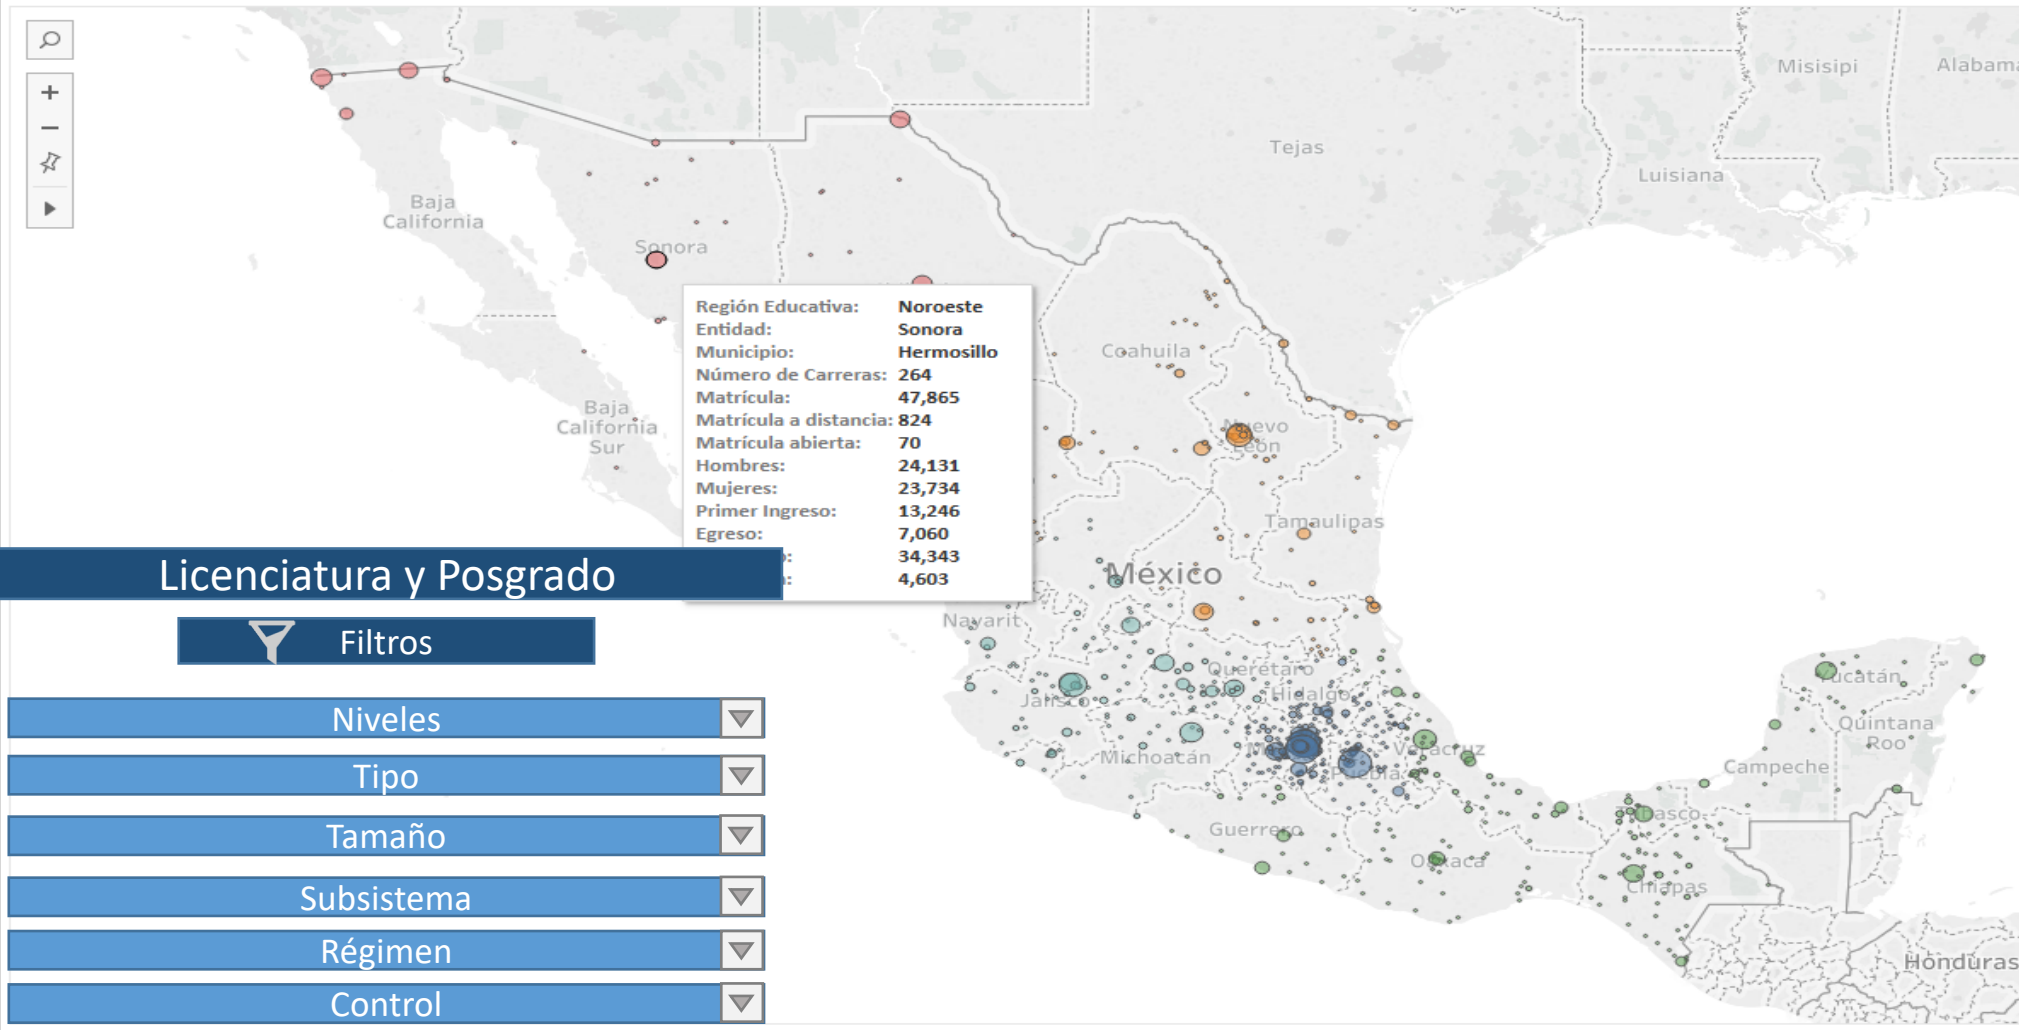 Misisipi
Alabam
Tejas
Luisiana
Baja
California
Sonora
Región Educativa: Noroeste
Entidad: Sonora
Municipio: Hermosillo
Número de Carreras: 264
Matrícula: 47,865
Matrícula a distancia: 824
Matrícula abierta: 70
Hombres: 24,131
Mujeres: 23,734
Primer Ingreso: 13,246
Egreso: 7,060
34,343
4,603
Coahuila
Baja
California
Sur
Nuevo
León
Tamaulipas
México
Licenciatura y Posgrado
Filtros
Nayarit
Querétaro
Hidalgo
Jalisco
Yucatán
Quintana
Roo
Niveles
Michoacán
Veracruz
Puebla
Campeche
Tipo
Tabasco
Guerrero
Tamaño
Oaxaca
Chiapas
Subsistema
Régimen
Honduras
Control